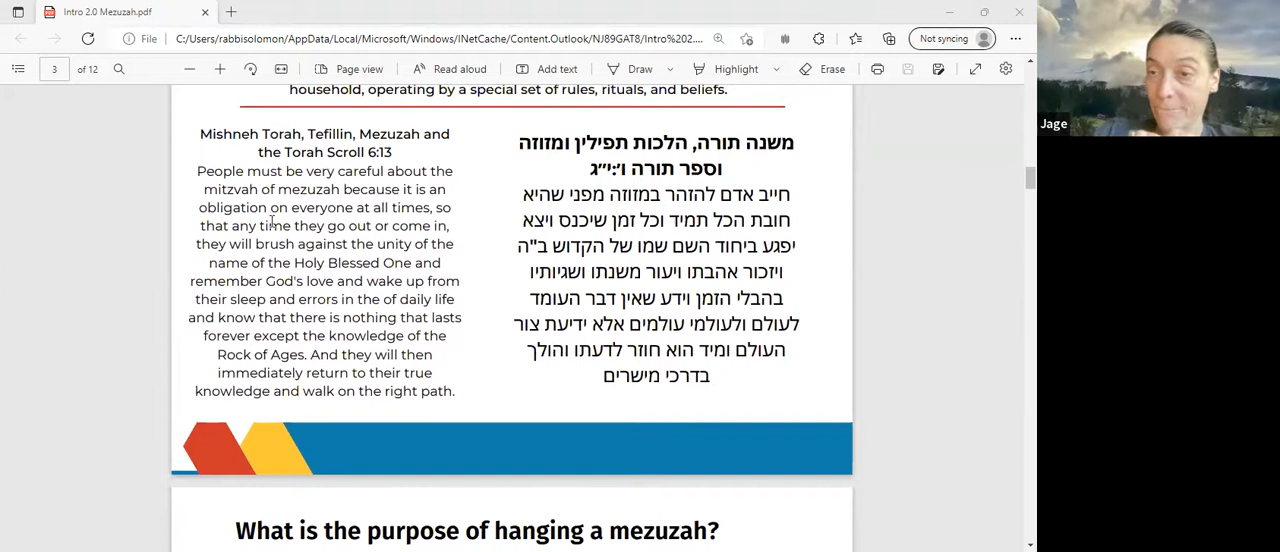 Intro 2.0 Mezuzah.pdf
File
C:/Users/rabbisolomon/AppData/Local/Microsoft/Windows/INetCache/Content.Outlook/NJ89GAT8/Intro%202....
Not syncing
3 of 12
Page view
Read aloud
Add text
Draw
Highlight
Erase
household, operating by a special set of rules, rituals, and beliefs.
Mishneh Torah, Tefillin, Mezuzah and
the Torah Scroll 6:13
People must be very careful about the
mitzvah of mezuzah because it is an
obligation on everyone at all times, so
that any time they go out or come in,
they will brush against the unity of the
name of the Holy Blessed One and
remember God's love and wake up from
their sleep and errors in the of daily life
and know that there is nothing that lasts
forever except the knowledge of the
Rock of Ages. And they will then
immediately return to their true
knowledge and walk on the right path.
משנה תורה, הלכות תפילין ומזוזה
וספר תורה ו׳:י״ג
חייב אדם להזהר במזוזה מפני שהיא
חובת הכל תמיד וכל זמן שיכנס ויצא
יפגע ביחוד השם שמו של הקדוש ב"ה
ויזכור אהבתו ויעור משנתו ושגיותיו
בהבלי הזמן וידע שאין דבר העומד
לעולם ולעולמי עולמים אלא ידיעת צור
העולם ומיד הוא חוזר לדעתו והולך
בדרכי מישרים
What is the purpose of hanging a mezuzah?
Jage